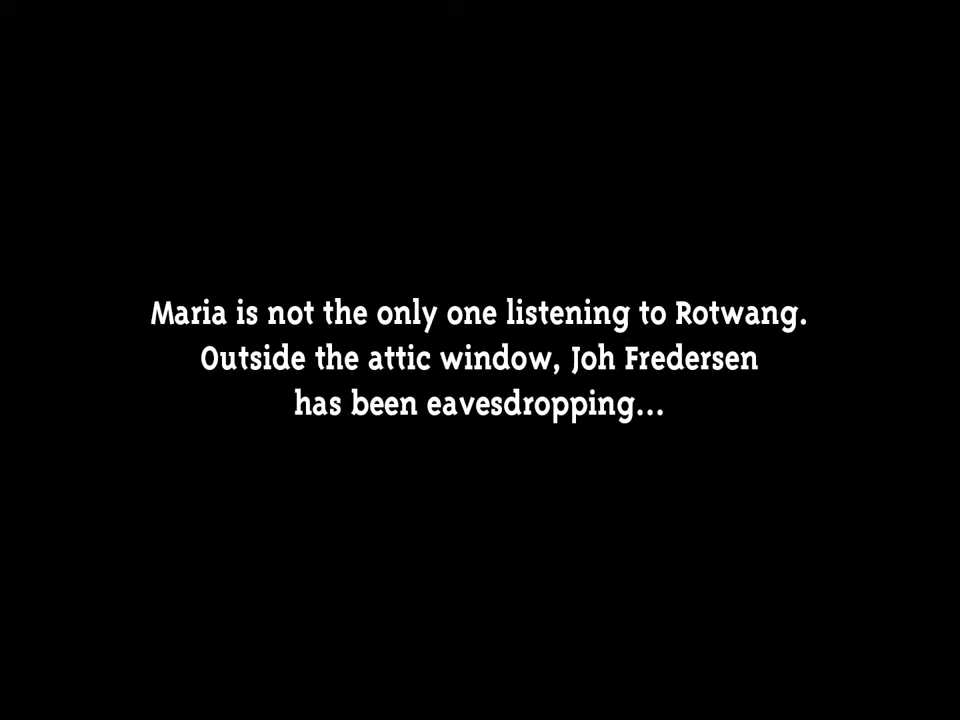 Maria is not the only one listening to Rotwang.
Outside the attic window, Joh Fredersen
has been eavesdropping...